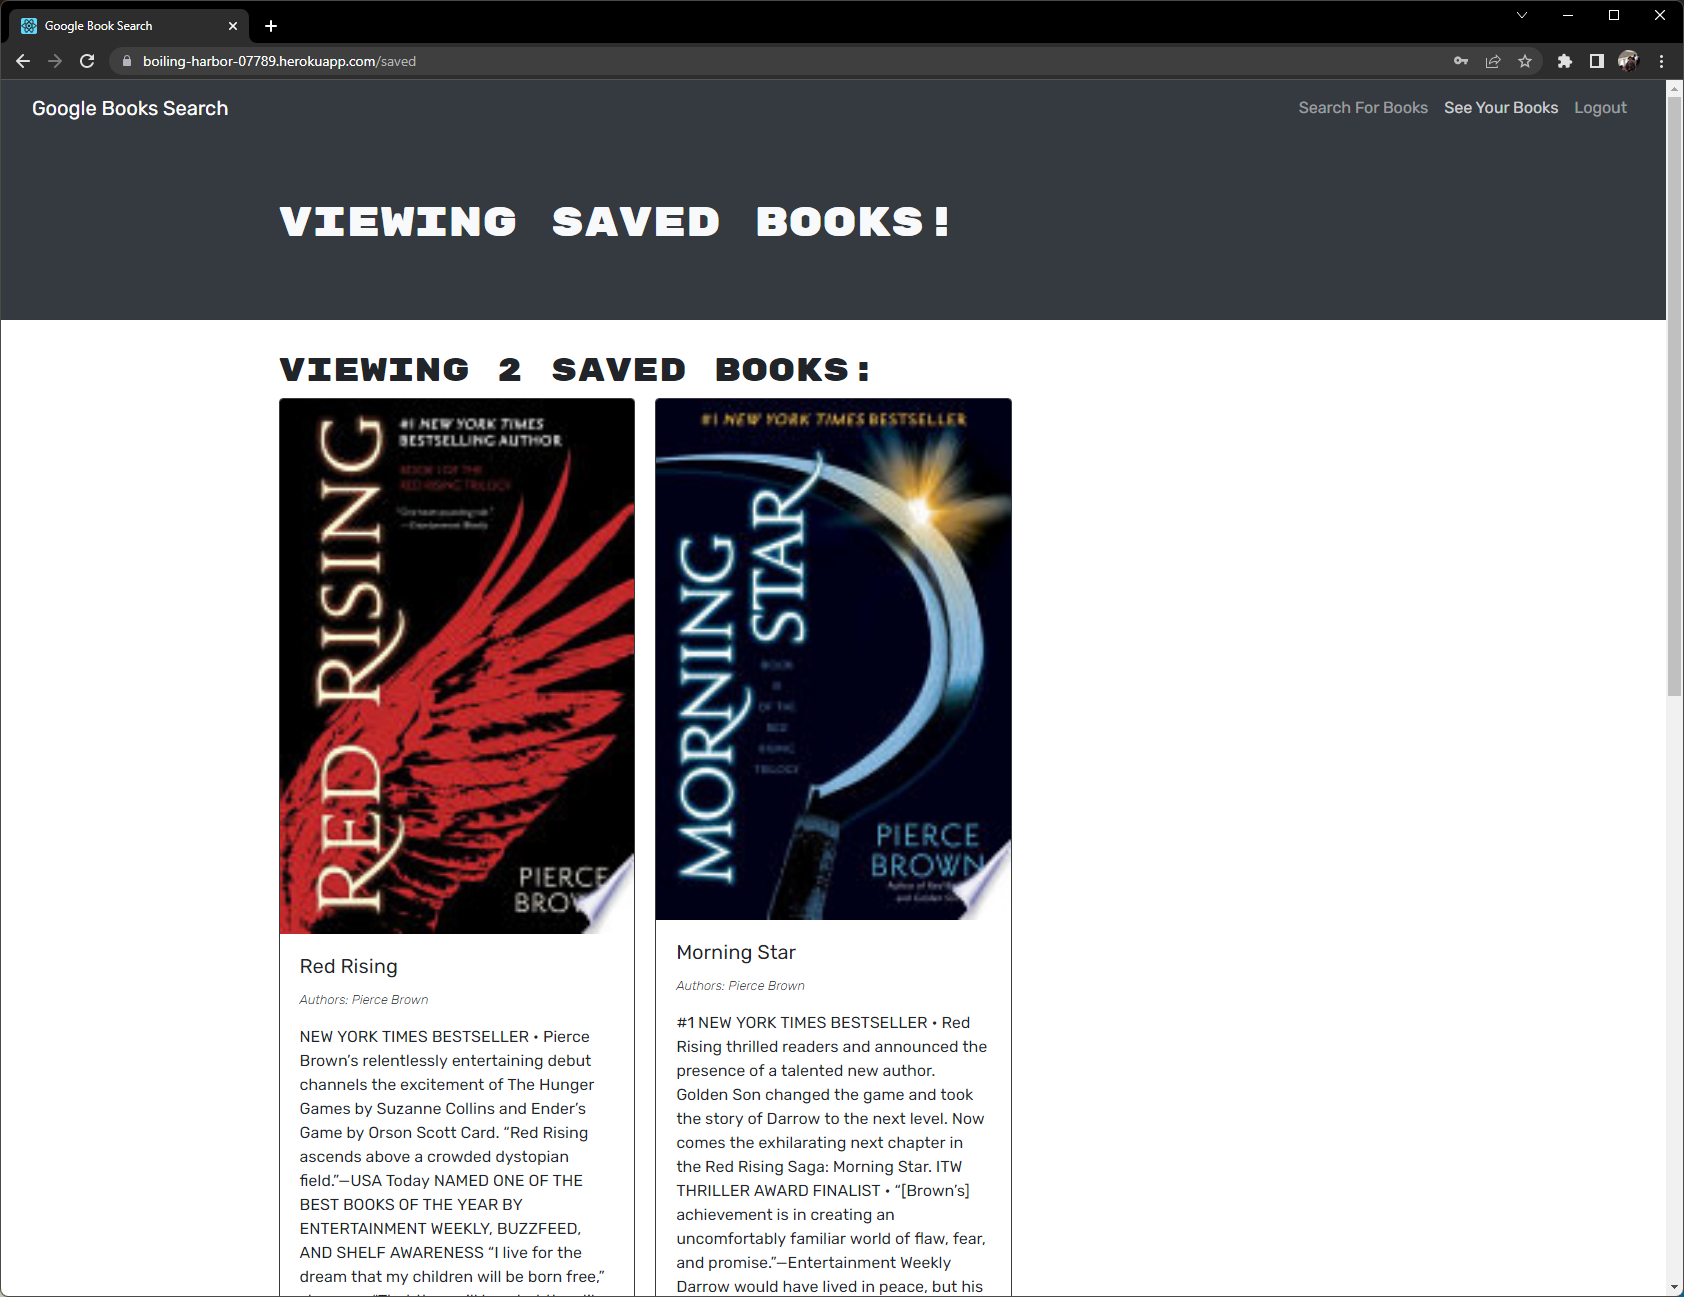 Google Book Search
boiling-harbor-07789.herokuapp.com/saved
Google Books Search
Search For Books See Your Books Logout
VIEWING SAVED BOOKS!
VIEWING 2 SAVED BOOKS:
#1 NEW YORK TIMES
BESTSELLING AUTHOR
BOOK I OF THE
RED RISING TRILOGY
—Entertainment Weekly
RED RISING
PIERCE
BROW
#1 NEW YORK TIMES BESTSELLER
MORNING
STAR
BOOK
III
OF THE
RED
RISING
TRILOGY
PIERCE
BROWN
Red Rising
Authors: Pierce Brown
NEW YORK TIMES BESTSELLER • Pierce
Brown’s relentlessly entertaining debut
channels the excitement of The Hunger
Games by Suzanne Collins and Ender’s
Game by Orson Scott Card. “Red Rising
ascends above a crowded dystopian
field.”—USA Today NAMED ONE OF THE
BEST BOOKS OF THE YEAR BY
ENTERTAINMENT WEEKLY, BUZZFEED,
AND SHELF AWARENESS “I live for the
dream that my children will be born free,”
Morning Star
Authors: Pierce Brown
#1 NEW YORK TIMES BESTSELLER • Red
Rising thrilled readers and announced the
presence of a talented new author.
Golden Son changed the game and took
the story of Darrow to the next level. Now
comes the exhilarating next chapter in
the Red Rising Saga: Morning Star. ITW
THRILLER AWARD FINALIST • “[Brown’s]
achievement is in creating an
uncomfortably familiar world of flaw, fear,
and promise.”—Entertainment Weekly
Darrow would have lived in peace, but his